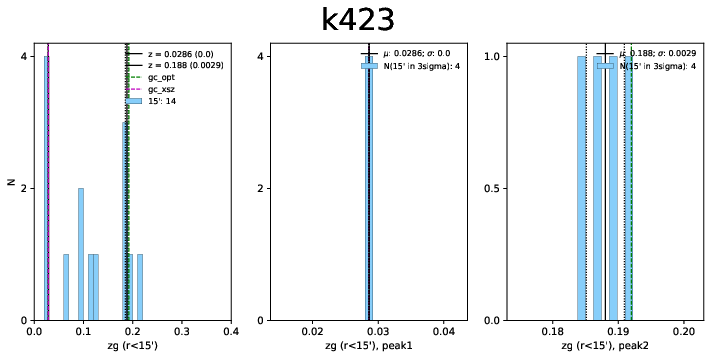 k423
z = 0.0286 (0.0)
z = 0.188 (0.0029)
gc_opt
gc_xsz
15': 14
N
4
2
0
0.0 0.1 0.2 0.3 0.4
zg (r<15')
μ: 0.0286; σ: 0.0
N(15' in 3sigma): 4
4
2
0
0.02 0.03 0.04
zg (r<15'), peak1
μ: 0.188; σ: 0.0029
N(15' in 3sigma): 4
1.0
0.5
0.0
0.18 0.19 0.20
zg (r<15'), peak2